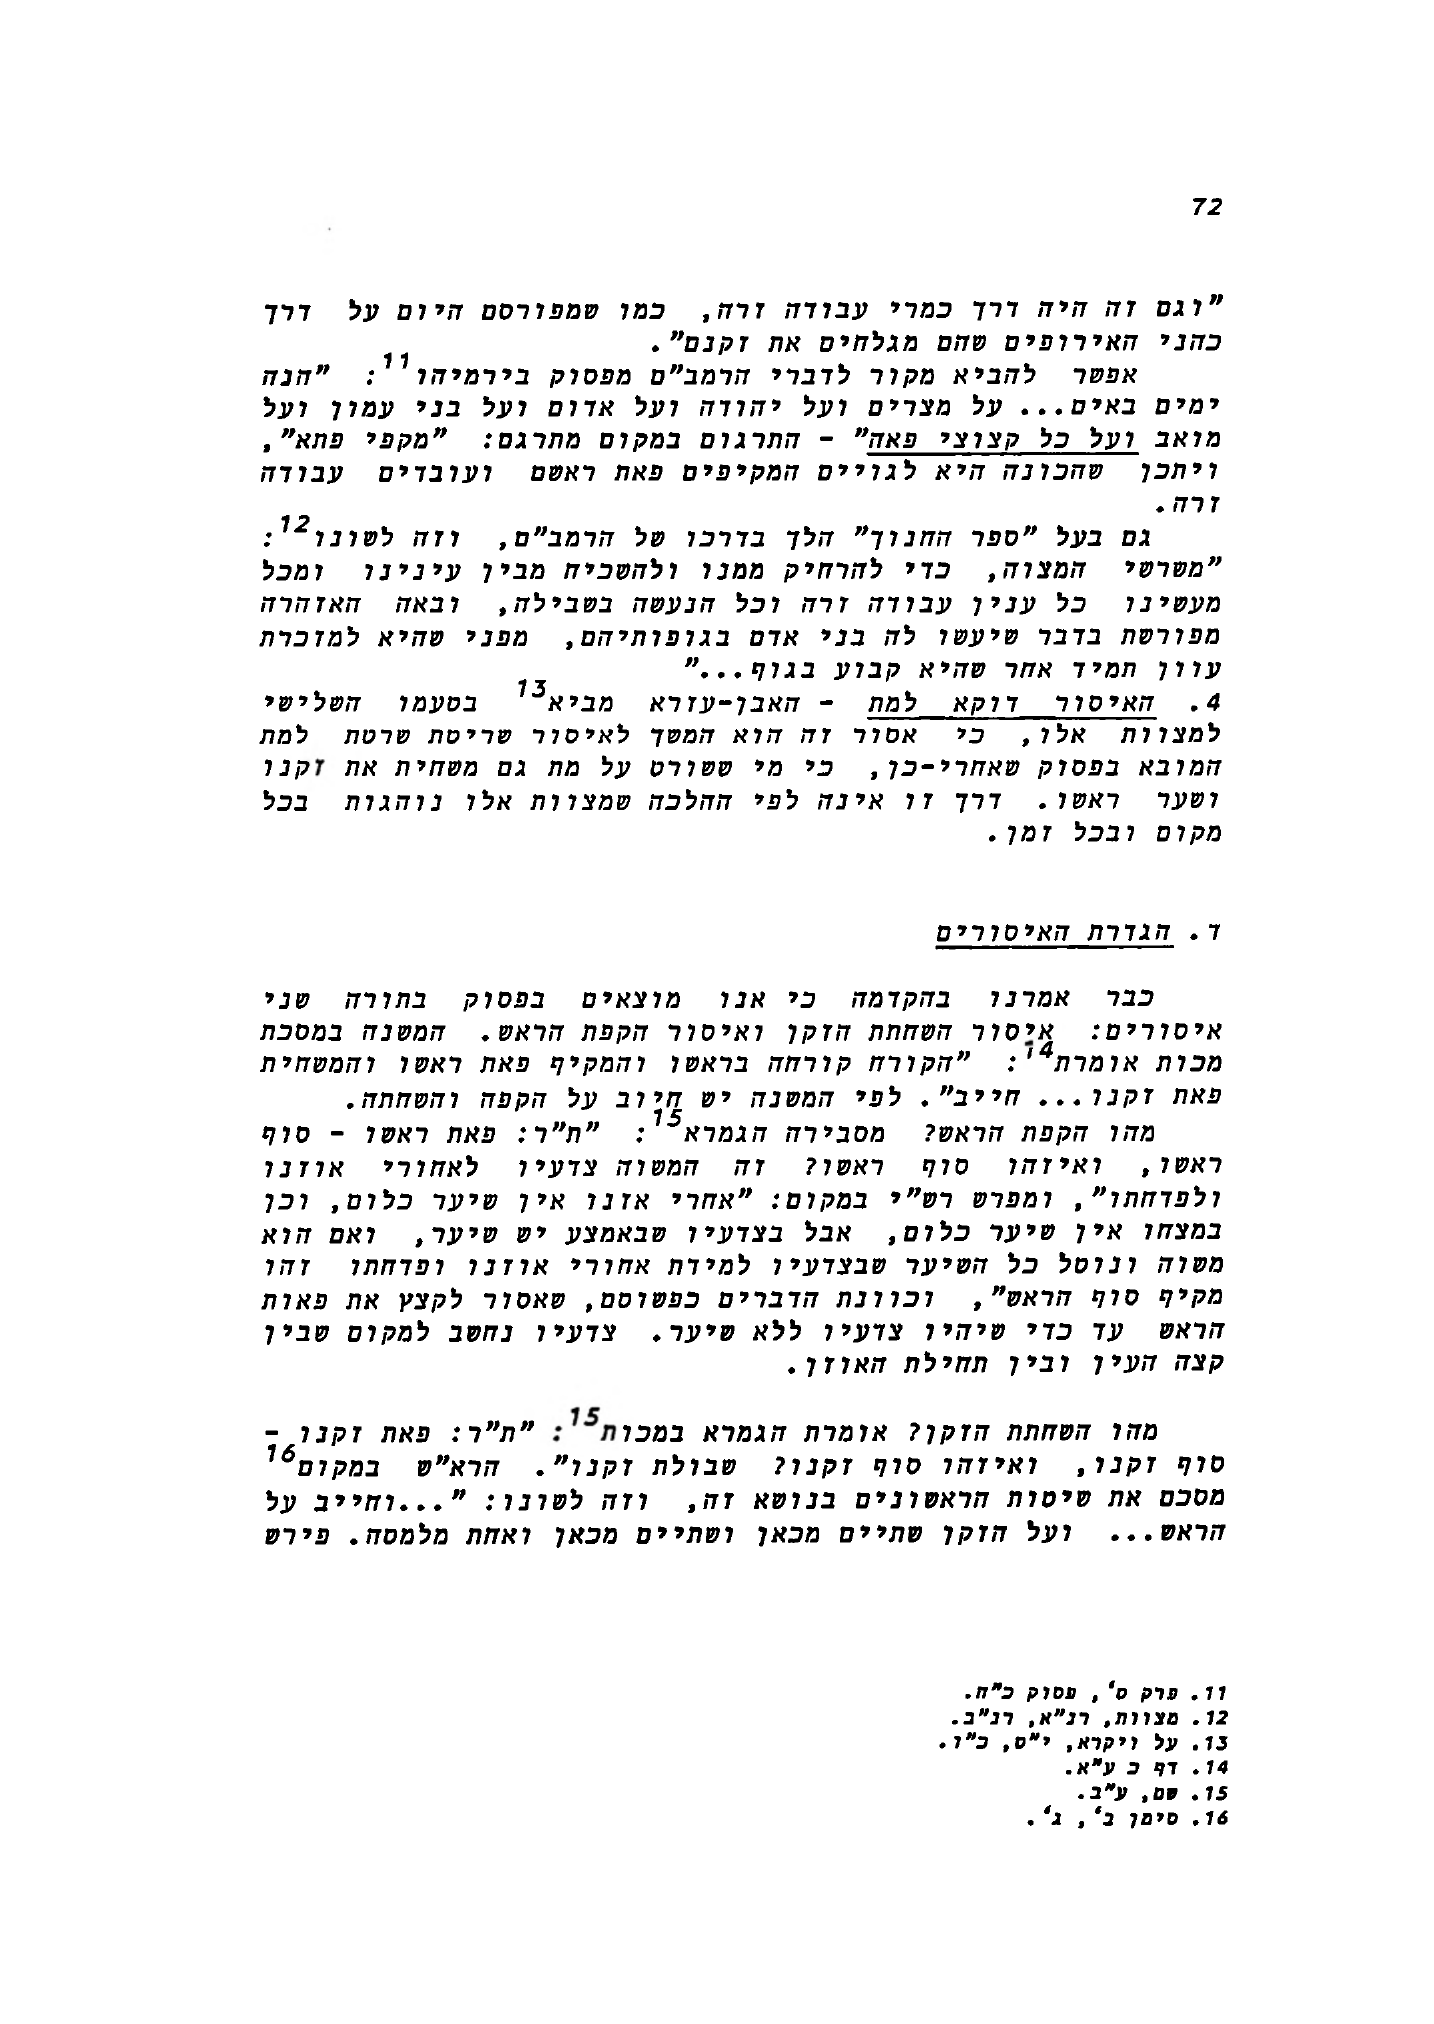 72
"וגם זה היה דרך כמרי עבודה זרה, כמו שמפורסם היום על דרך
כהני האירופים שהם מגלחים את זקנם".
אפשר להביא מקור לדברי הרמב"ם מפסוק בירמיהו11: "הנה
ימים באים... על מצרים ועל יהודה ועל אדום ועל בני עמון ועל
מואב ועל כל קצוצי פאה" - התרגום במקום מתרגם: "מקפי פתא",
ויתכן שהכונה היא לגויים המקיפים פאת ראשם ועובדים עבודה
זרה.
גם בעל "ספר החנוך" הלך בדרכו של הרמב"ם, וזה לשונו12:
"משרשי המצוה, כדי להרחיק ממנו ולהשכיח מבין עינינו ומכל
מעשינו כל ענין עבודה זרה וכל הנעשה בשבילה, ובאה האזהרה
מפורשת בדבר שיעשו לה בני אדם בגופותיהם, מפני שהיא למזכרת
עוון תמיד אחר שהיא קבוע בגוף..."
4. האיסור דוקא למת - האבן-עזרא מביא13 בטעמו השלישי
למצוות אלו, כי אסור זה הוא המשך לאיסור שריטת שרטת למת
המובא בפסוק שאחרי-כן, כי מי ששורט על מת גם משחית את זקנו
ושער ראשו. דרך זו אינה לפי ההלכה שמצוות אלו נוהגות בכל
מקום ובכל זמן.
ד. הגדרת האיסורים
כבר אמרנו בהקדמה כי אנו מוצאים בפסוק בתורה שני
איסורים: איסור השחתת הזקן ואיסור הקפת הראש. המשנה במסכת
מכות אומרת14: "הקורח קורחה בראשו והמקיף פאת ראשו והמשחית
פאת זקנו... חייב". לפי המשנה יש חיוב על הקפה והשחתה.
מהו הקפת הראש? מסבירה הגמרא15: "ת"ר: פאת ראשו - סוף
ראשו, ואיזהו סוף ראשו? זה המשוה צדעיו לאחורי אוזנו
ולפדחתו", ומפרש רש"י במקום: "אחרי אזנו אין שיער כלום, וכן
במצחו אין שיער כלום, אבל בצדעיו שבאמצע יש שיער, ואם הוא
משוה ונוטל כל השיער שבצדעיו למידת אחורי אוזנו ופדחתו זהו
מקיף סוף הראש", וכוונת הדברים כפשוטם, שאסור לקצץ את פאות
הראש עד כדי שיהיו צדעיו ללא שיער. צדעיו נחשב למקום שבין
קצה העין ובין תחילת האוזן.
מהו השחתת הזקן? אומרת הגמרא במכות15: "ת"ר: פאת זקנו -
סוף זקנו, ואיזהו סוף זקנו? שבולת זקנו". הרא"ש במקום16
מסכם את שיטות הראשונים בנושא זה, וזה לשונו: "...וחייב על
הראש... ועל הזקן שתיים מכאן ושתיים מכאן ואחת מלמטה. פירש
11. פרק ט', פסוק כ"ח.
12. מצוות, רנ"א, רנ"ב.
13. על ויקרא, י"ט, כ"ז.
14. דף כ ע"א.
15. שם, ע"ב.
16. סימן ב', ג'.